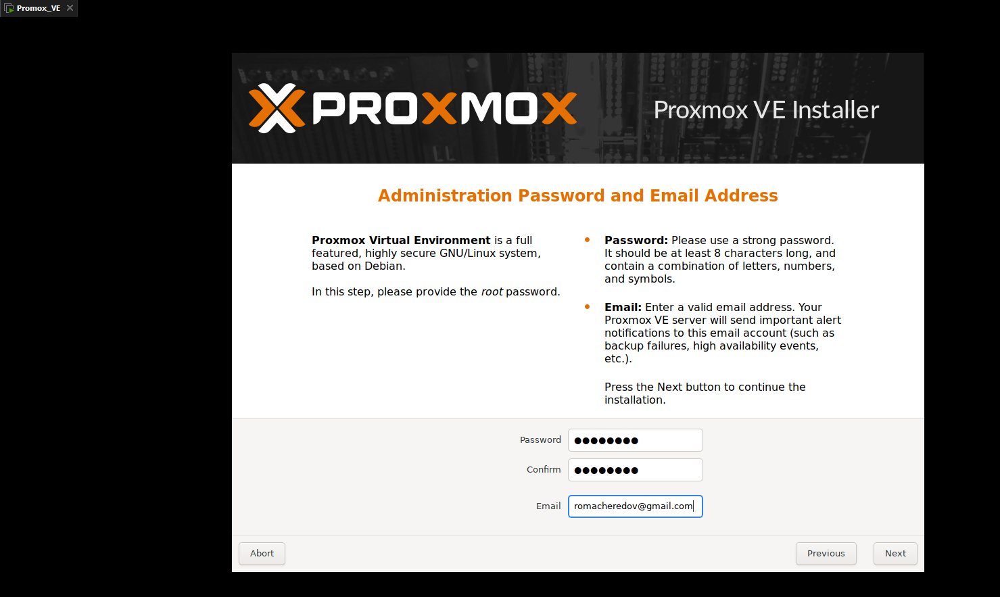 Promox_VE
PROXMOX
Proxmox VE Installer
Administration Password and Email Address
Proxmox Virtual Environment is a full
featured, highly secure GNU/Linux system,
based on Debian.
In this step, please provide the root password.
Password: Please use a strong password.
It should be at least 8 characters long, and
contain a combination of letters, numbers,
and symbols.
Email: Enter a valid email address. Your
Proxmox VE server will send important alert
notifications to this email account (such as
backup failures, high availability events,
etc.).
Press the Next button to continue the
installation.
Password ●●●●●●●●
Confirm ●●●●●●●●
Email romacheredov@gmail.com
Abort Previous Next